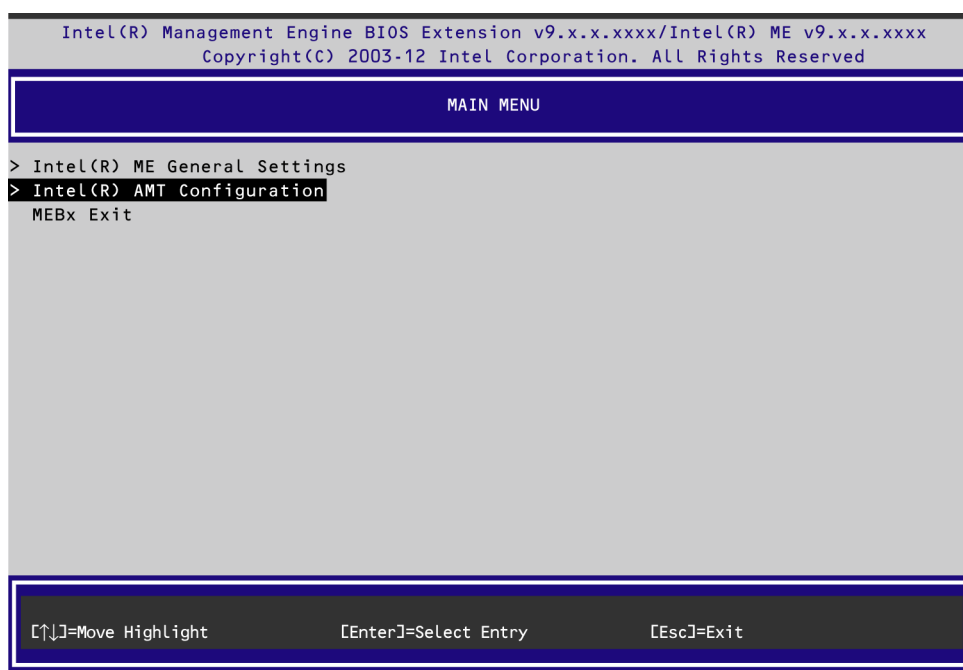 Intel(R) Management Engine BIOS Extension v9.x.x.xxxx/Intel(R) ME v9.x.x.xxxx
Copyright(C) 2003-12 Intel Corporation. All Rights Reserved
MAIN MENU
> Intel(R) ME General Settings
> Intel(R) AMT Configuration
MEBx Exit
[↑↓]=Move Highlight [Enter]=Select Entry [Esc]=Exit